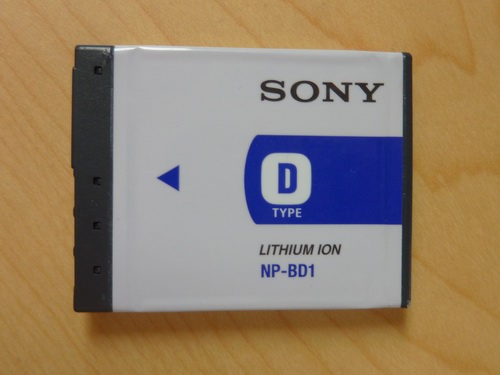 SONY
D
TYPE
LITHIUM ION
NP-BD1